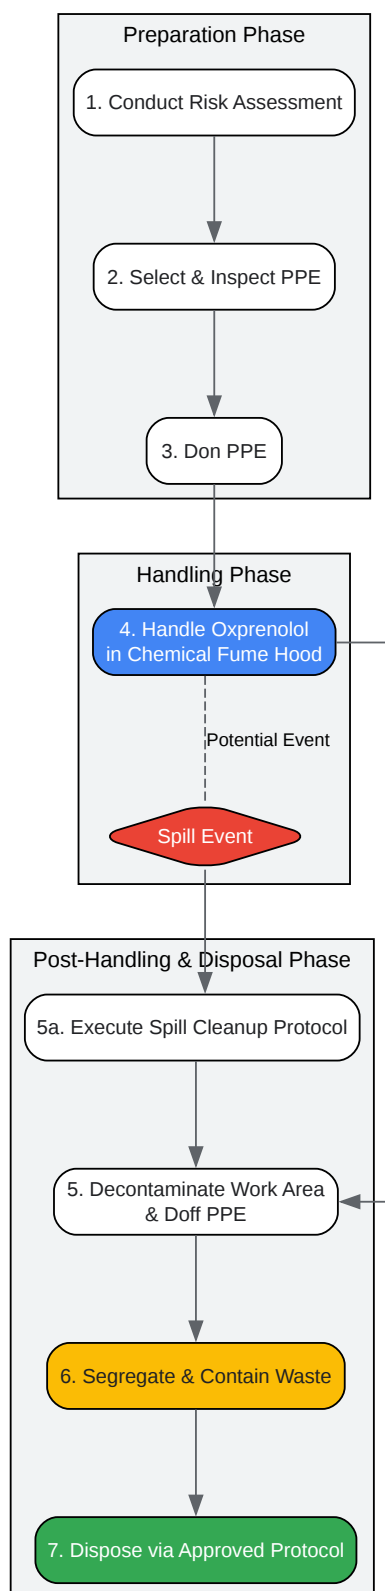 Preparation Phase
1. Conduct Risk Assessment
2. Select & Inspect PPE
3. Don PPE
Handling Phase
4. Handle Oxprenolol
in Chemical Fume Hood
Potential Event
Spill Event
Post-Handling & Disposal Phase
5a. Execute Spill Cleanup Protocol
5. Decontaminate Work Area
& Doff PPE
6. Segregate & Contain Waste
7. Dispose via Approved Protocol